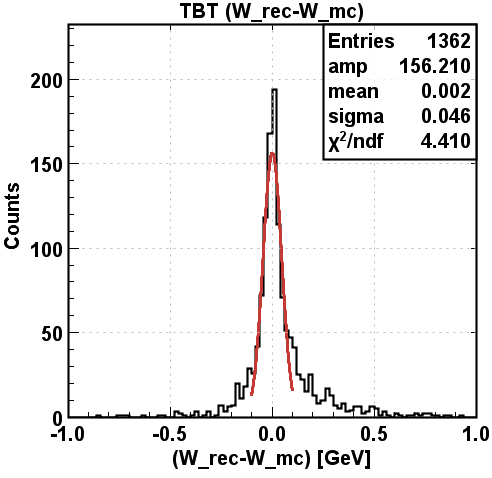 TBT (W_rec-W_mc)
Entries 1362
amp 156.210
mean 0.002
sigma 0.046
χ²/ndf 4.410
Counts
200
150
100
50
0
-1.0 -0.5 0.0 0.5 1.0
(W_rec-W_mc) [GeV]